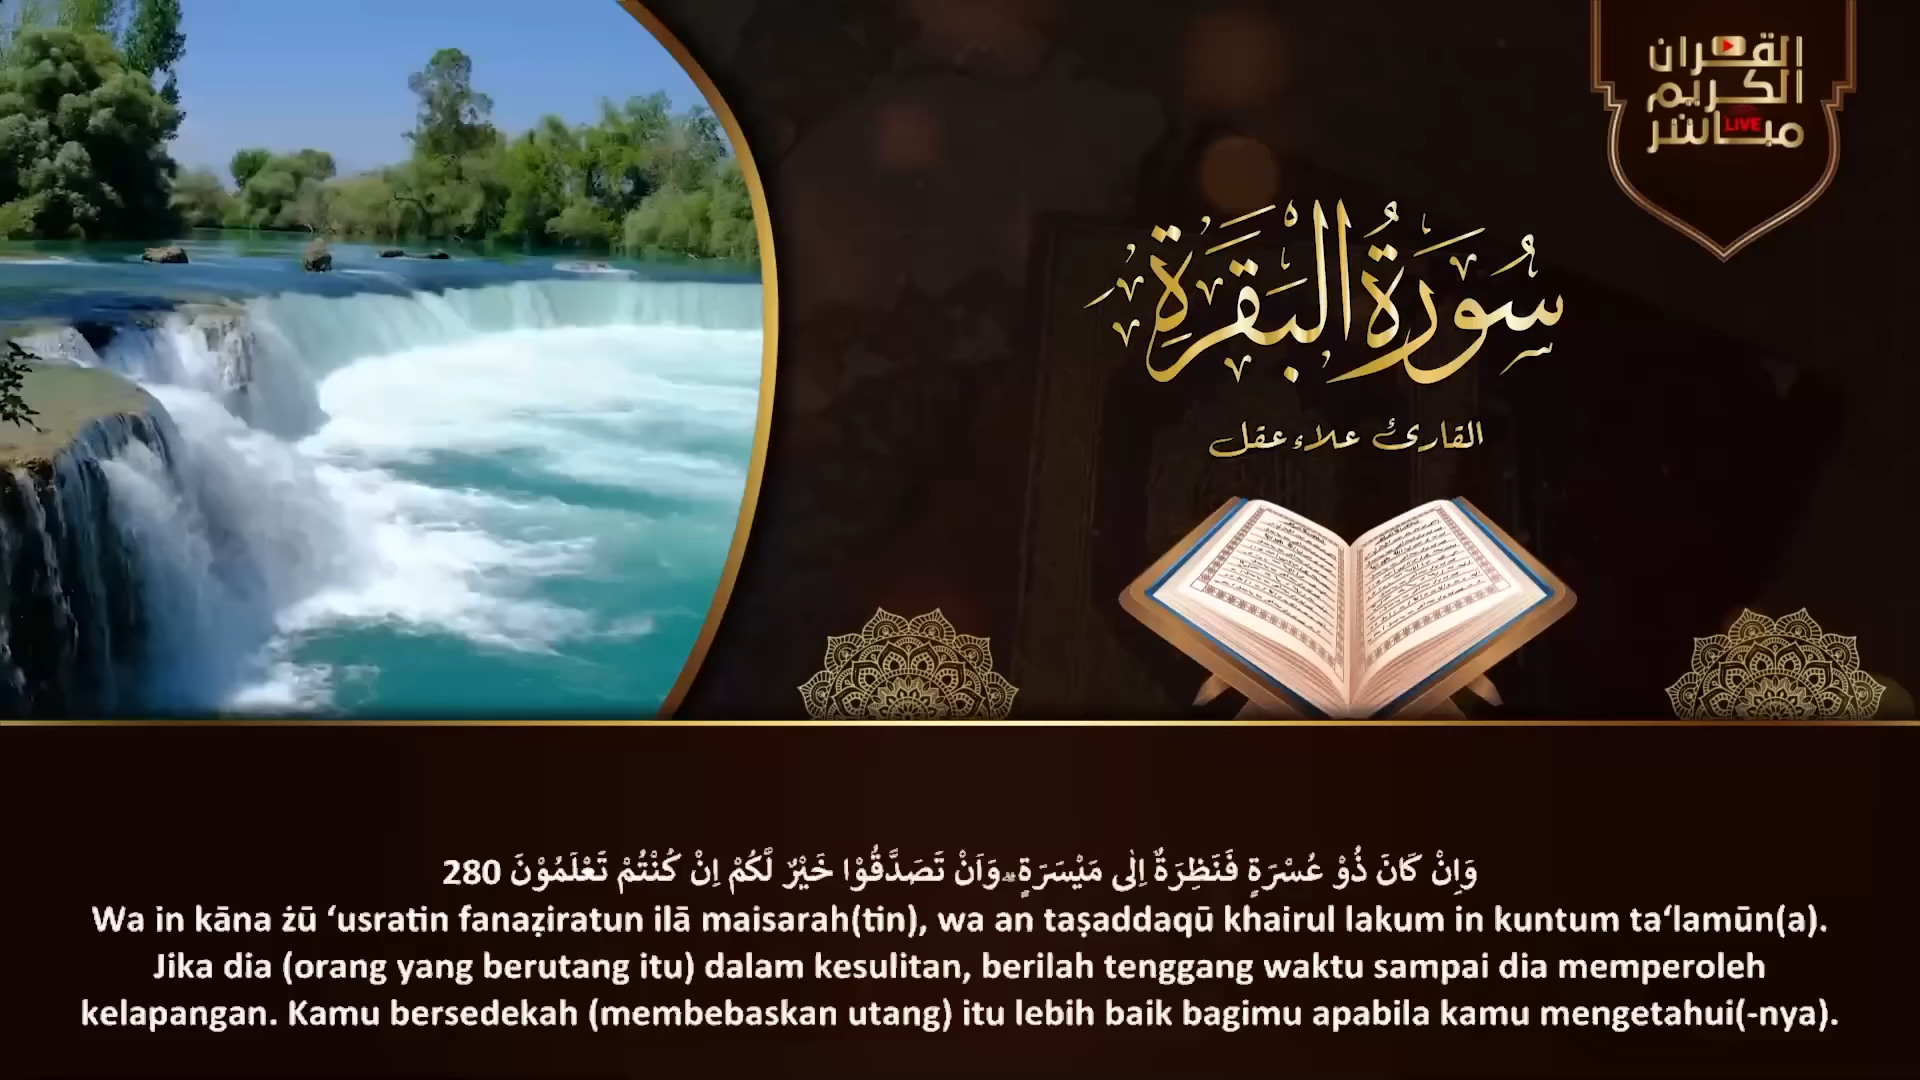 القرآن
الكريم
مباشر
LIVE
سُورَةُ البَقَرَةِ
القارئ علاء عقل
وَاِنْ كَانَ ذُوْ عُسْرَةٍ فَنَظِرَةٌ اِلٰى مَيْسَرَةٍ ۗوَاَنْ تَصَدَّقُوْا خَيْرٌ لَّكُمْ اِنْ كُنْتُمْ تَعْلَمُوْنَ 280
Wa in kāna żū ‘usratin fanaẓiratun ilā maisarah(tin), wa an taṣaddaqū khairul lakum in kuntum ta‘lamūn(a).
Jika dia (orang yang berutang itu) dalam kesulitan, berilah tenggang waktu sampai dia memperoleh
kelapangan. Kamu bersedekah (membebaskan utang) itu lebih baik bagimu apabila kamu mengetahui(-nya).